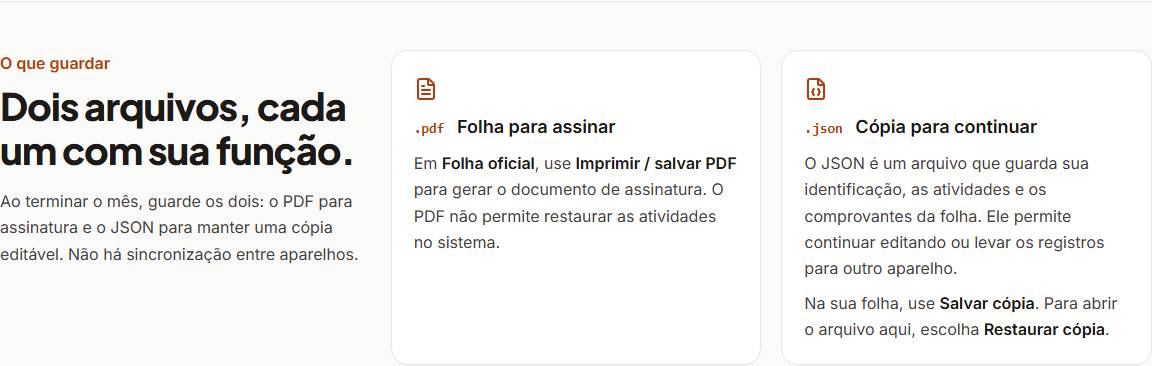 O que guardar
Dois arquivos, cada
um com sua função.
Ao terminar o mês, guarde os dois: o PDF para
assinatura e o JSON para manter uma cópia
editável. Não há sincronização entre aparelhos.
.pdf Folha para assinar
Em Folha oficial, use Imprimir / salvar PDF
para gerar o documento de assinatura. O
PDF não permite restaurar as atividades
no sistema.
.json Cópia para continuar
O JSON é um arquivo que guarda sua
identificação, as atividades e os
comprovantes da folha. Ele permite
continuar editando ou levar os registros
para outro aparelho.
Na sua folha, use Salvar cópia. Para abrir
o arquivo aqui, escolha Restaurar cópia.